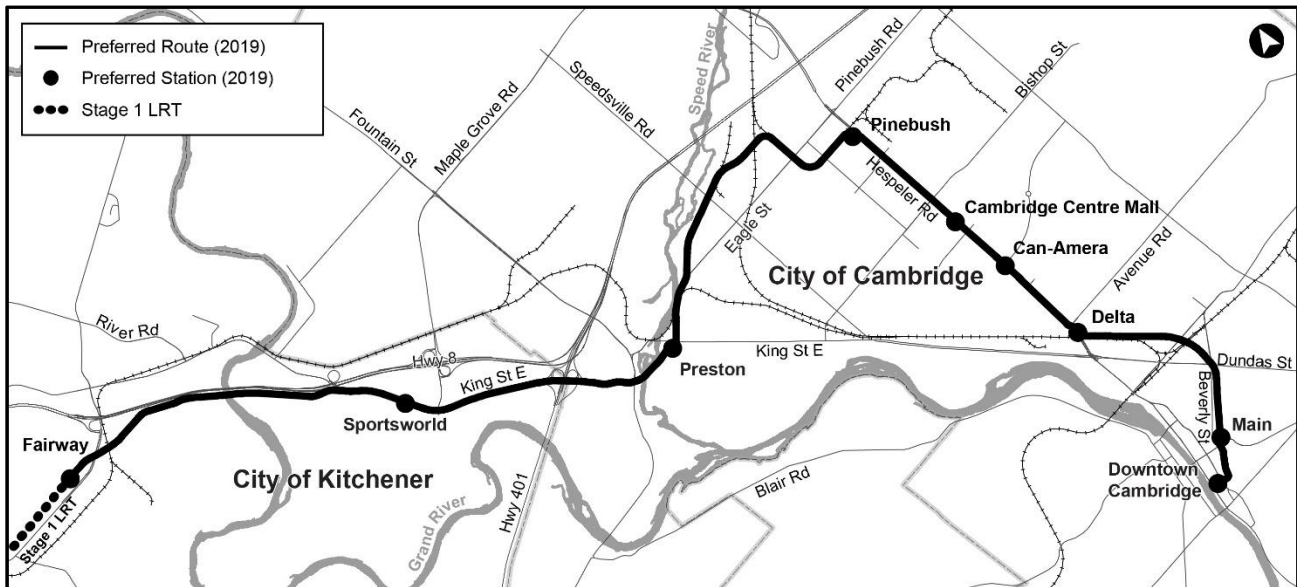 Preferred Route (2019)
Preferred Station (2019)
Stage 1 LRT
Fountain St
Maple Grove Rd
Speedsville Rd
Speed River
Pinebush Rd
Bishop St
Pinebush
Hespeler Rd
Cambridge Centre Mall
Eagle St
Can-Amera
Avenue Rd
City of Cambridge
River Rd
Hwy 8
King St E
Preston
King St E
Delta
Dundas St
Beverly St
Sportsworld
Fairway
Main
City of Kitchener
Downtown
Cambridge
Blair Rd
Hwy 401
Grand River
Stage 1 LRT